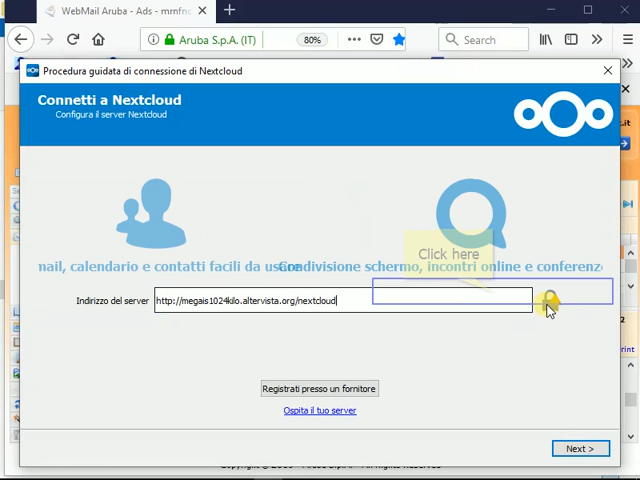 WebMail Aruba - Ads - mrnfnc
Aruba S.p.A. (IT)
80%
Search
Procedura guidata di connessione di Nextcloud
Connetti a Nextcloud
Configura il server Nextcloud
Click here
mail, calendario e contatti facili da usare
Condivisione schermo, incontri online e conferenze
Indirizzo del server
http://megais1024kilo.altervista.org/nextcloud
Registrati presso un fornitore
Ospita il tuo server
Next >